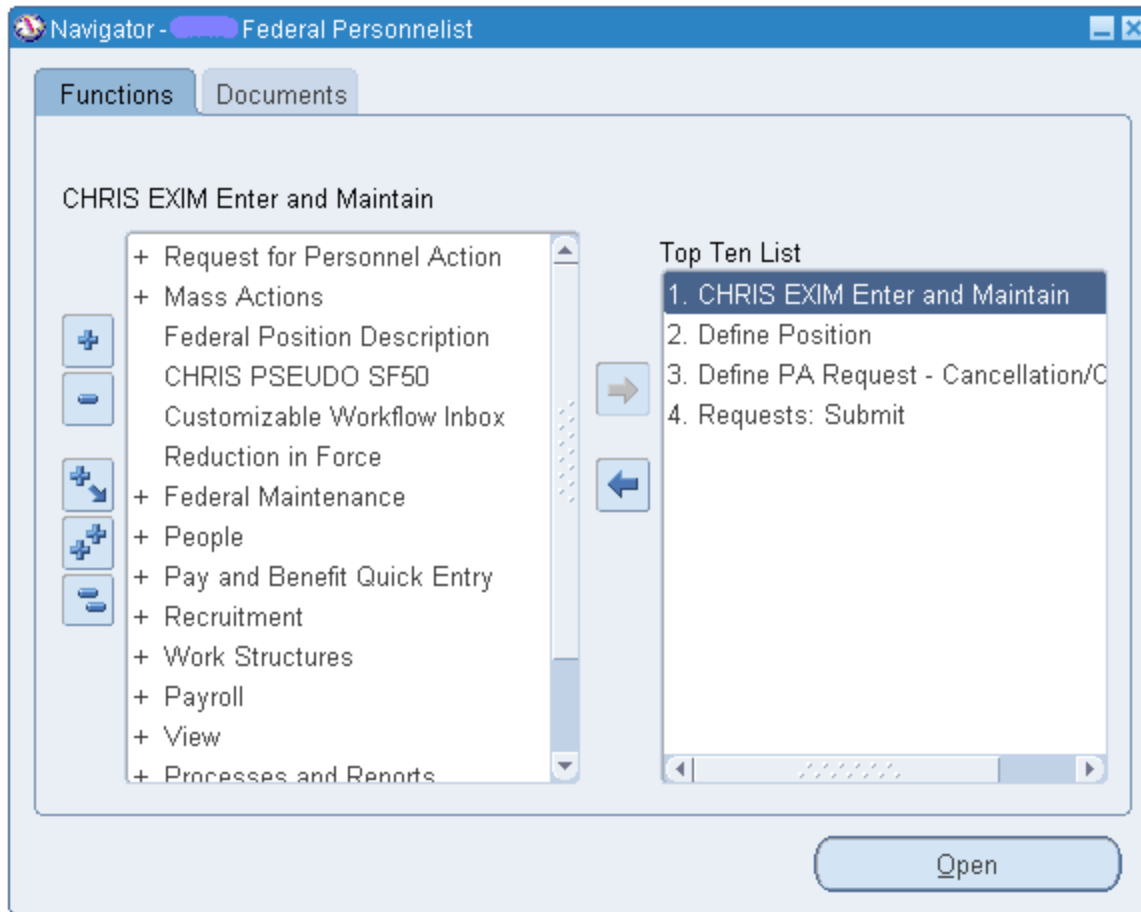 Navigator - Federal Personnelist
Functions
Documents
CHRIS EXIM Enter and Maintain
+ Request for Personnel Action
+ Mass Actions
Federal Position Description
CHRIS PSEUDO SF50
Customizable Workflow Inbox
Reduction in Force
+ Federal Maintenance
+ People
+ Pay and Benefit Quick Entry
+ Recruitment
+ Work Structures
+ Payroll
+ View
+ Processes and Reports
Top Ten List
1. CHRIS EXIM Enter and Maintain
2. Define Position
3. Define PA Request - Cancellation/C
4. Requests: Submit
Open